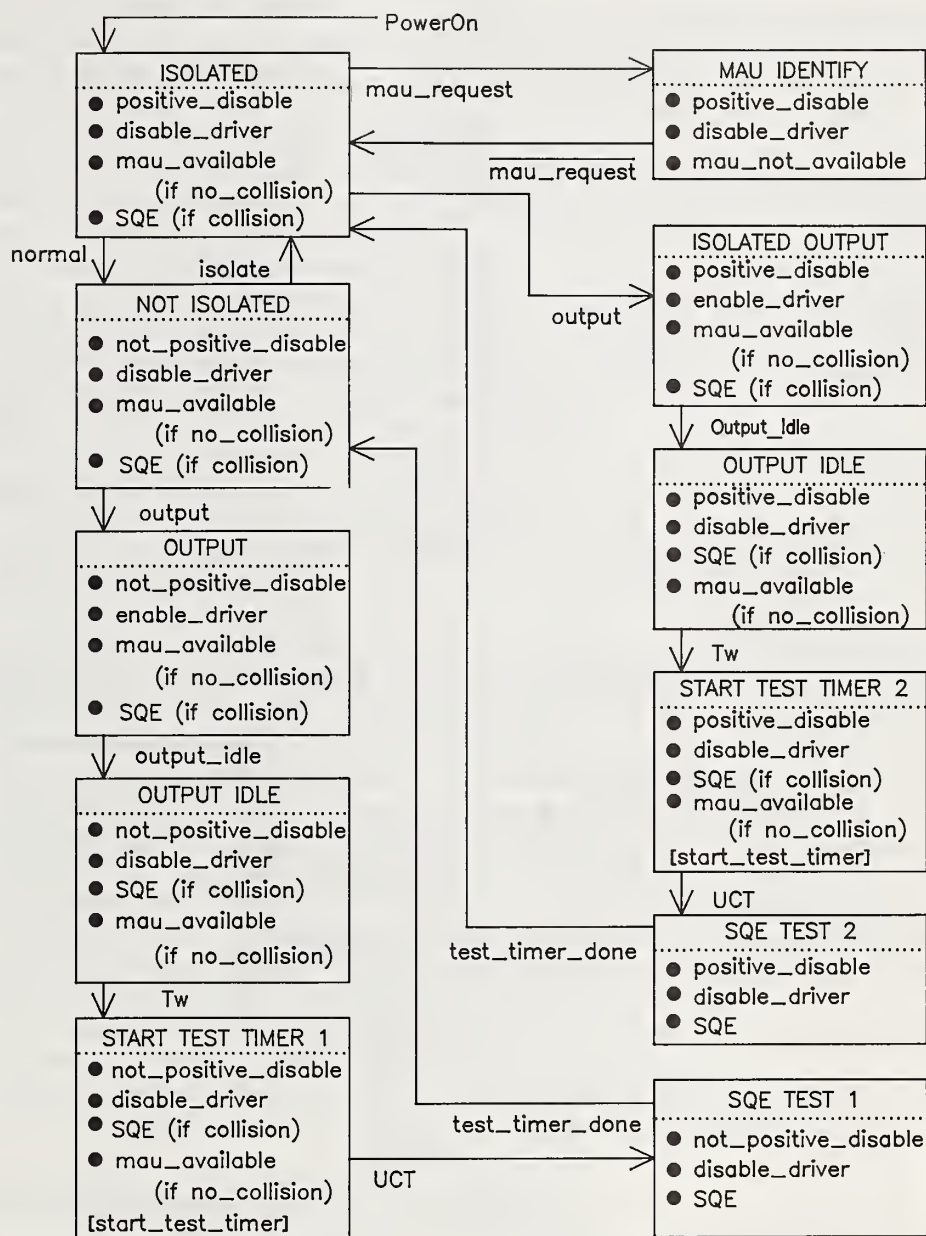 PowerOn
ISOLATED
● positive_disable
● disable_driver
● mau_available
(if no_collision)
● SQE (if collision)
mau_request
mau_request
MAU IDENTIFY
● positive_disable
● disable_driver
● mau_not_available
normal
isolate
output
ISOLATED OUTPUT
● positive_disable
● enable_driver
● mau_available
(if no_collision)
● SQE (if collision)
NOT ISOLATED
● not_positive_disable
● disable_driver
● mau_available
(if no_collision)
● SQE (if collision)
Output_Idle
OUTPUT IDLE
● positive_disable
● disable_driver
● SQE (if collision)
● mau_available
(if no_collision)
output
OUTPUT
● not_positive_disable
● enable_driver
● mau_available
(if no_collision)
● SQE (if collision)
Tw
START TEST TIMER 2
● positive_disable
● disable_driver
● SQE (if collision)
● mau_available
(if no_collision)
[start_test_timer]
output_idle
OUTPUT IDLE
● not_positive_disable
● disable_driver
● SQE (if collision)
● mau_available
(if no_collision)
UCT
SQE TEST 2
● positive_disable
● disable_driver
● SQE
test_timer_done
Tw
START TEST TIMER 1
● not_positive_disable
● disable_driver
● SQE (if collision)
● mau_available
(if no_collision)
[start_test_timer]
UCT
test_timer_done
SQE TEST 1
● not_positive_disable
● disable_driver
● SQE